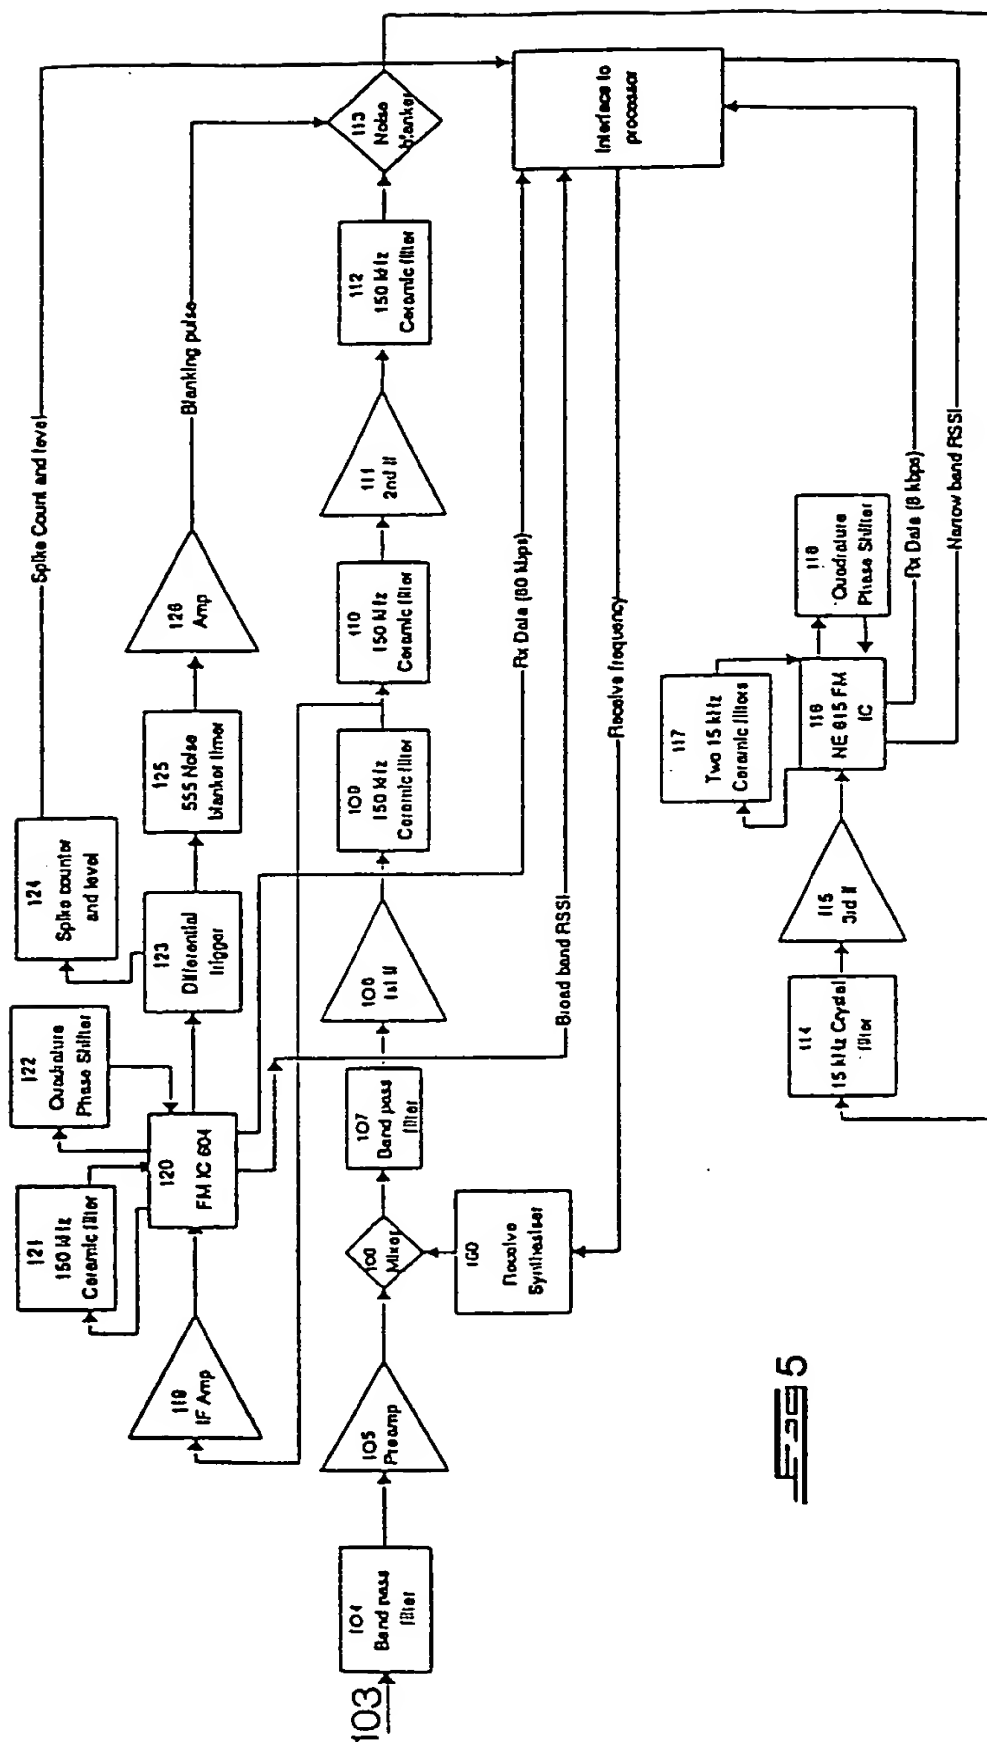 103
104
Band pass
filter
105
Preamp
Mixer
Receive
Synthesiser
107
Band pass
filter
1st If
109
150 kHz
Ceramic filter
110
150 kHz
Ceramic filter
111
2nd If
112
150 kHz
Ceramic filter
113
Noise
blanker
119
IF Amp
120
FM IC 604
121
150 kHz
Ceramic filter
122
Quadrature
Phase Shifter
123
Differential
trigger
124
Spike counter
and level
125
555 Noise
blanker timer
126
Amp
Blanking pulse
Spike Count and level
Interface to
processor
Rx Data (80 kbps)
Broad band RSSI
Receive frequency
114
15 kHz Crystal
filter
115
3rd If
116
NE 615 FM
IC
117
Two 15 kHz
Ceramic filters
118
Quadrature
Phase Shifter
Rx Data (8 kbps)
Narrow band RSSI
5